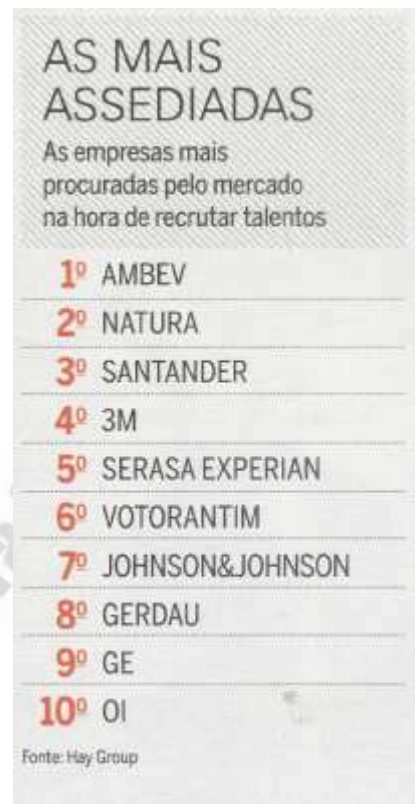 AS MAIS
ASSEDIADAS
As empresas mais
procuradas pelo mercado
na hora de recrutar talentos
1º AMBEV
2º NATURA
3º SANTANDER
4º 3M
5º SERASA EXPERIAN
6º VOTORANTIM
7º JOHNSON&JOHNSON
8º GERDAU
9º GE
10º OI
Fonte: Hay Group